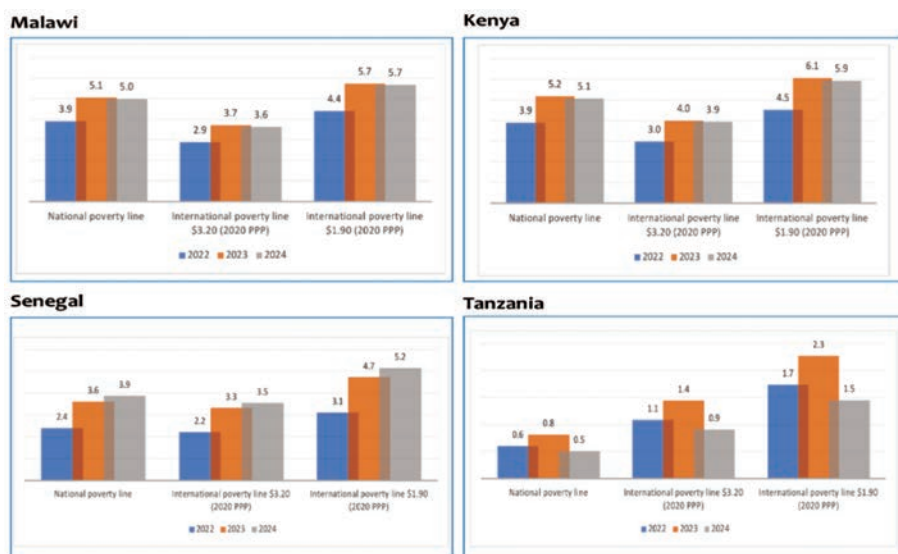 Malawi
3.9 5.1 5.0 2.9 3.7 3.6 4.4 5.7 5.7
National poverty line International poverty line International poverty line
$3.20 (2020 PPP) $1.90 (2020 PPP)
2022 2023 2024
Kenya
3.9 5.2 5.1 3.0 4.0 3.9 4.5 6.1 5.9
National poverty line International poverty line International poverty line
$3.20 (2020 PPP) $1.90 (2020 PPP)
2022 2023 2024
Senegal
2.4 3.6 3.9 2.2 3.3 3.5 3.3 4.7 5.2
National poverty line International poverty line $3.20 International poverty line $1.90
(2020 PPP) (2020 PPP)
2022 2023 2024
Tanzania
0.6 0.8 0.5 1.1 1.4 0.9 1.7 2.3 1.5
National poverty line International poverty line $3.20 International poverty line $1.90
(2020 PPP) (2020 PPP)
2022 2023 2024